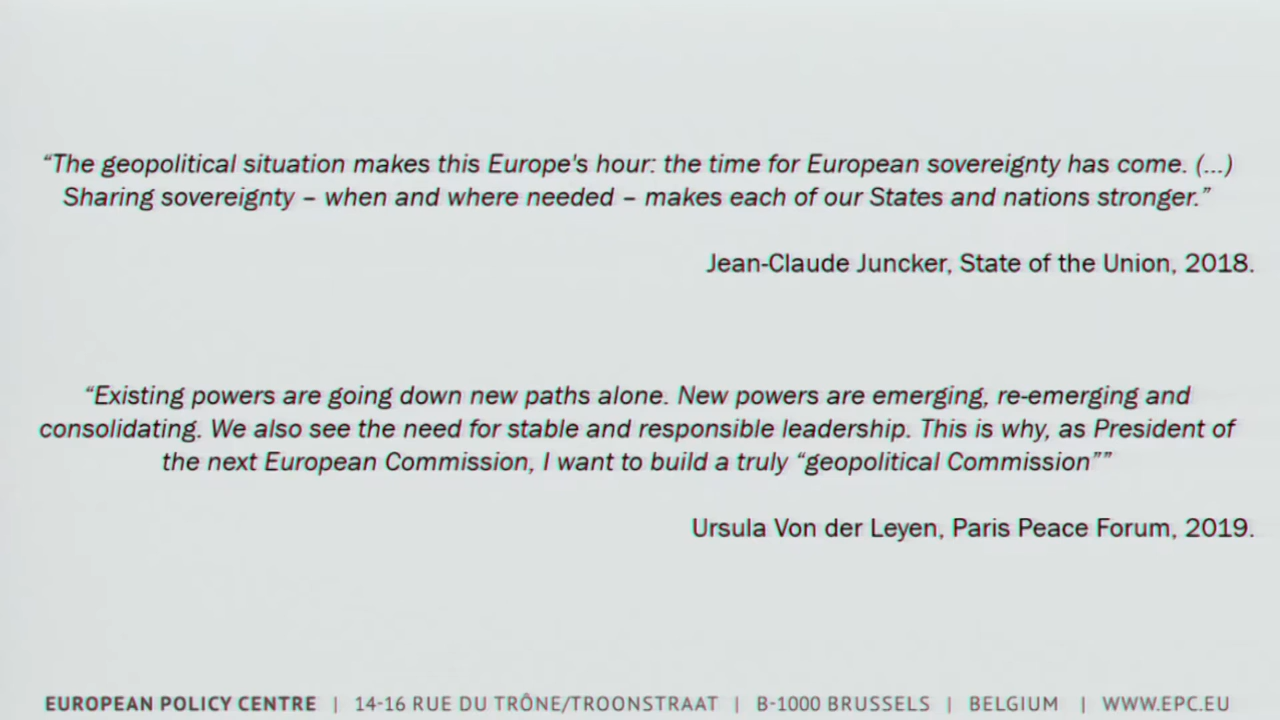 “The geopolitical situation makes this Europe's hour: the time for European sovereignty has come. (...)
Sharing sovereignty – when and where needed – makes each of our States and nations stronger.”
Jean-Claude Juncker, State of the Union, 2018.
“Existing powers are going down new paths alone. New powers are emerging, re-emerging and
consolidating. We also see the need for stable and responsible leadership. This is why, as President of
the next European Commission, I want to build a truly “geopolitical Commission””
Ursula Von der Leyen, Paris Peace Forum, 2019.
EUROPEAN POLICY CENTRE | 14-16 RUE DU TRÔNE/TROONSTRAAT | B-1000 BRUSSELS | BELGIUM | WWW.EPC.EU